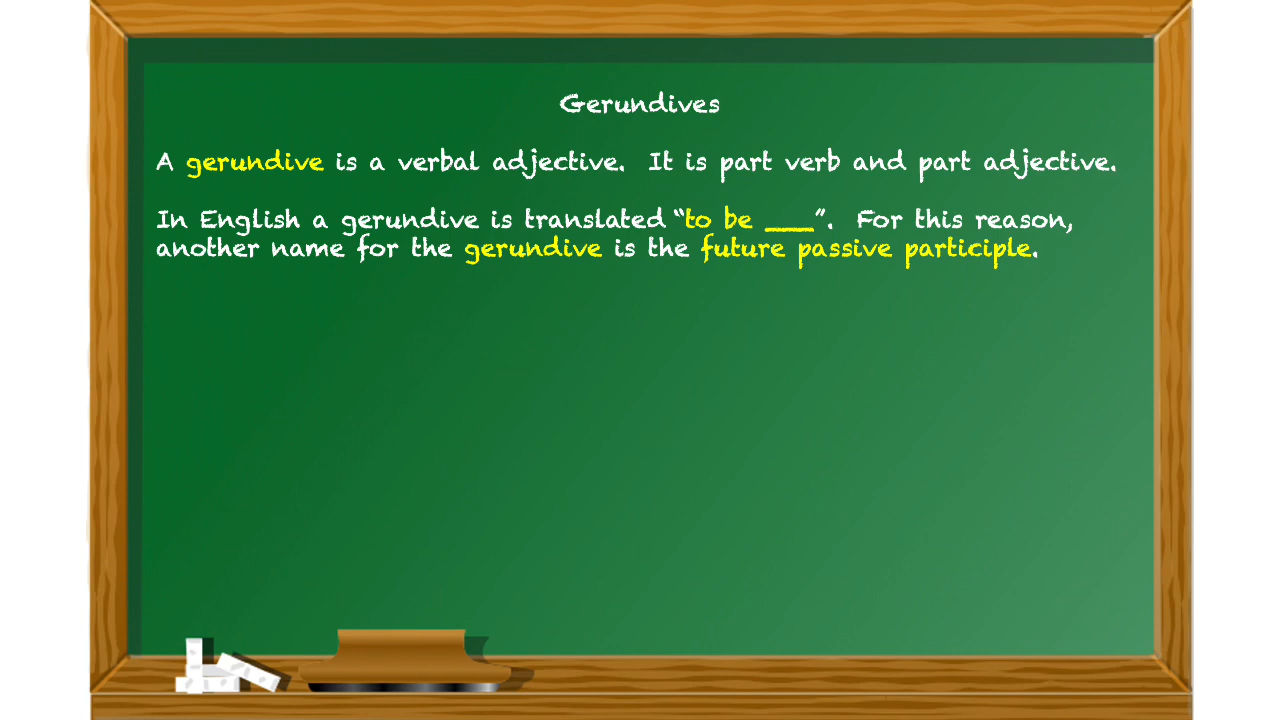 Gerundives
A gerundive is a verbal adjective.  It is part verb and part adjective.
In English a gerundive is translated “to be ___”.  For this reason,
another name for the gerundive is the future passive participle.